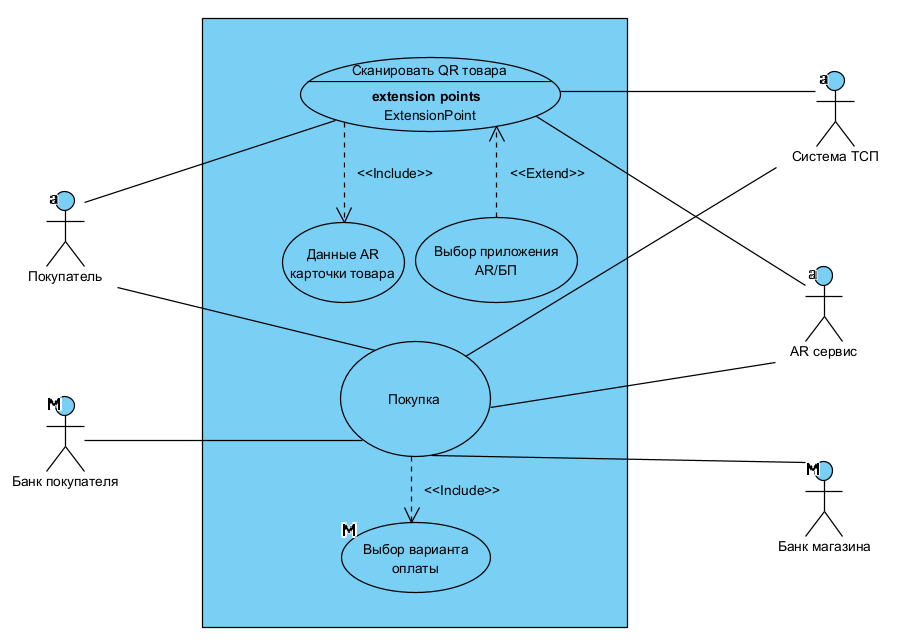 Сканировать QR товара
extension points
ExtensionPoint
a
Система ТСП
<<Include>>
<<Extend>>
a
Покупатель
Данные AR
карточки товара
Выбор приложения
AR/БП
a
AR сервис
Покупка
M
Банк покупателя
<<Include>>
M
Банк магазина
M
Выбор варианта
оплаты